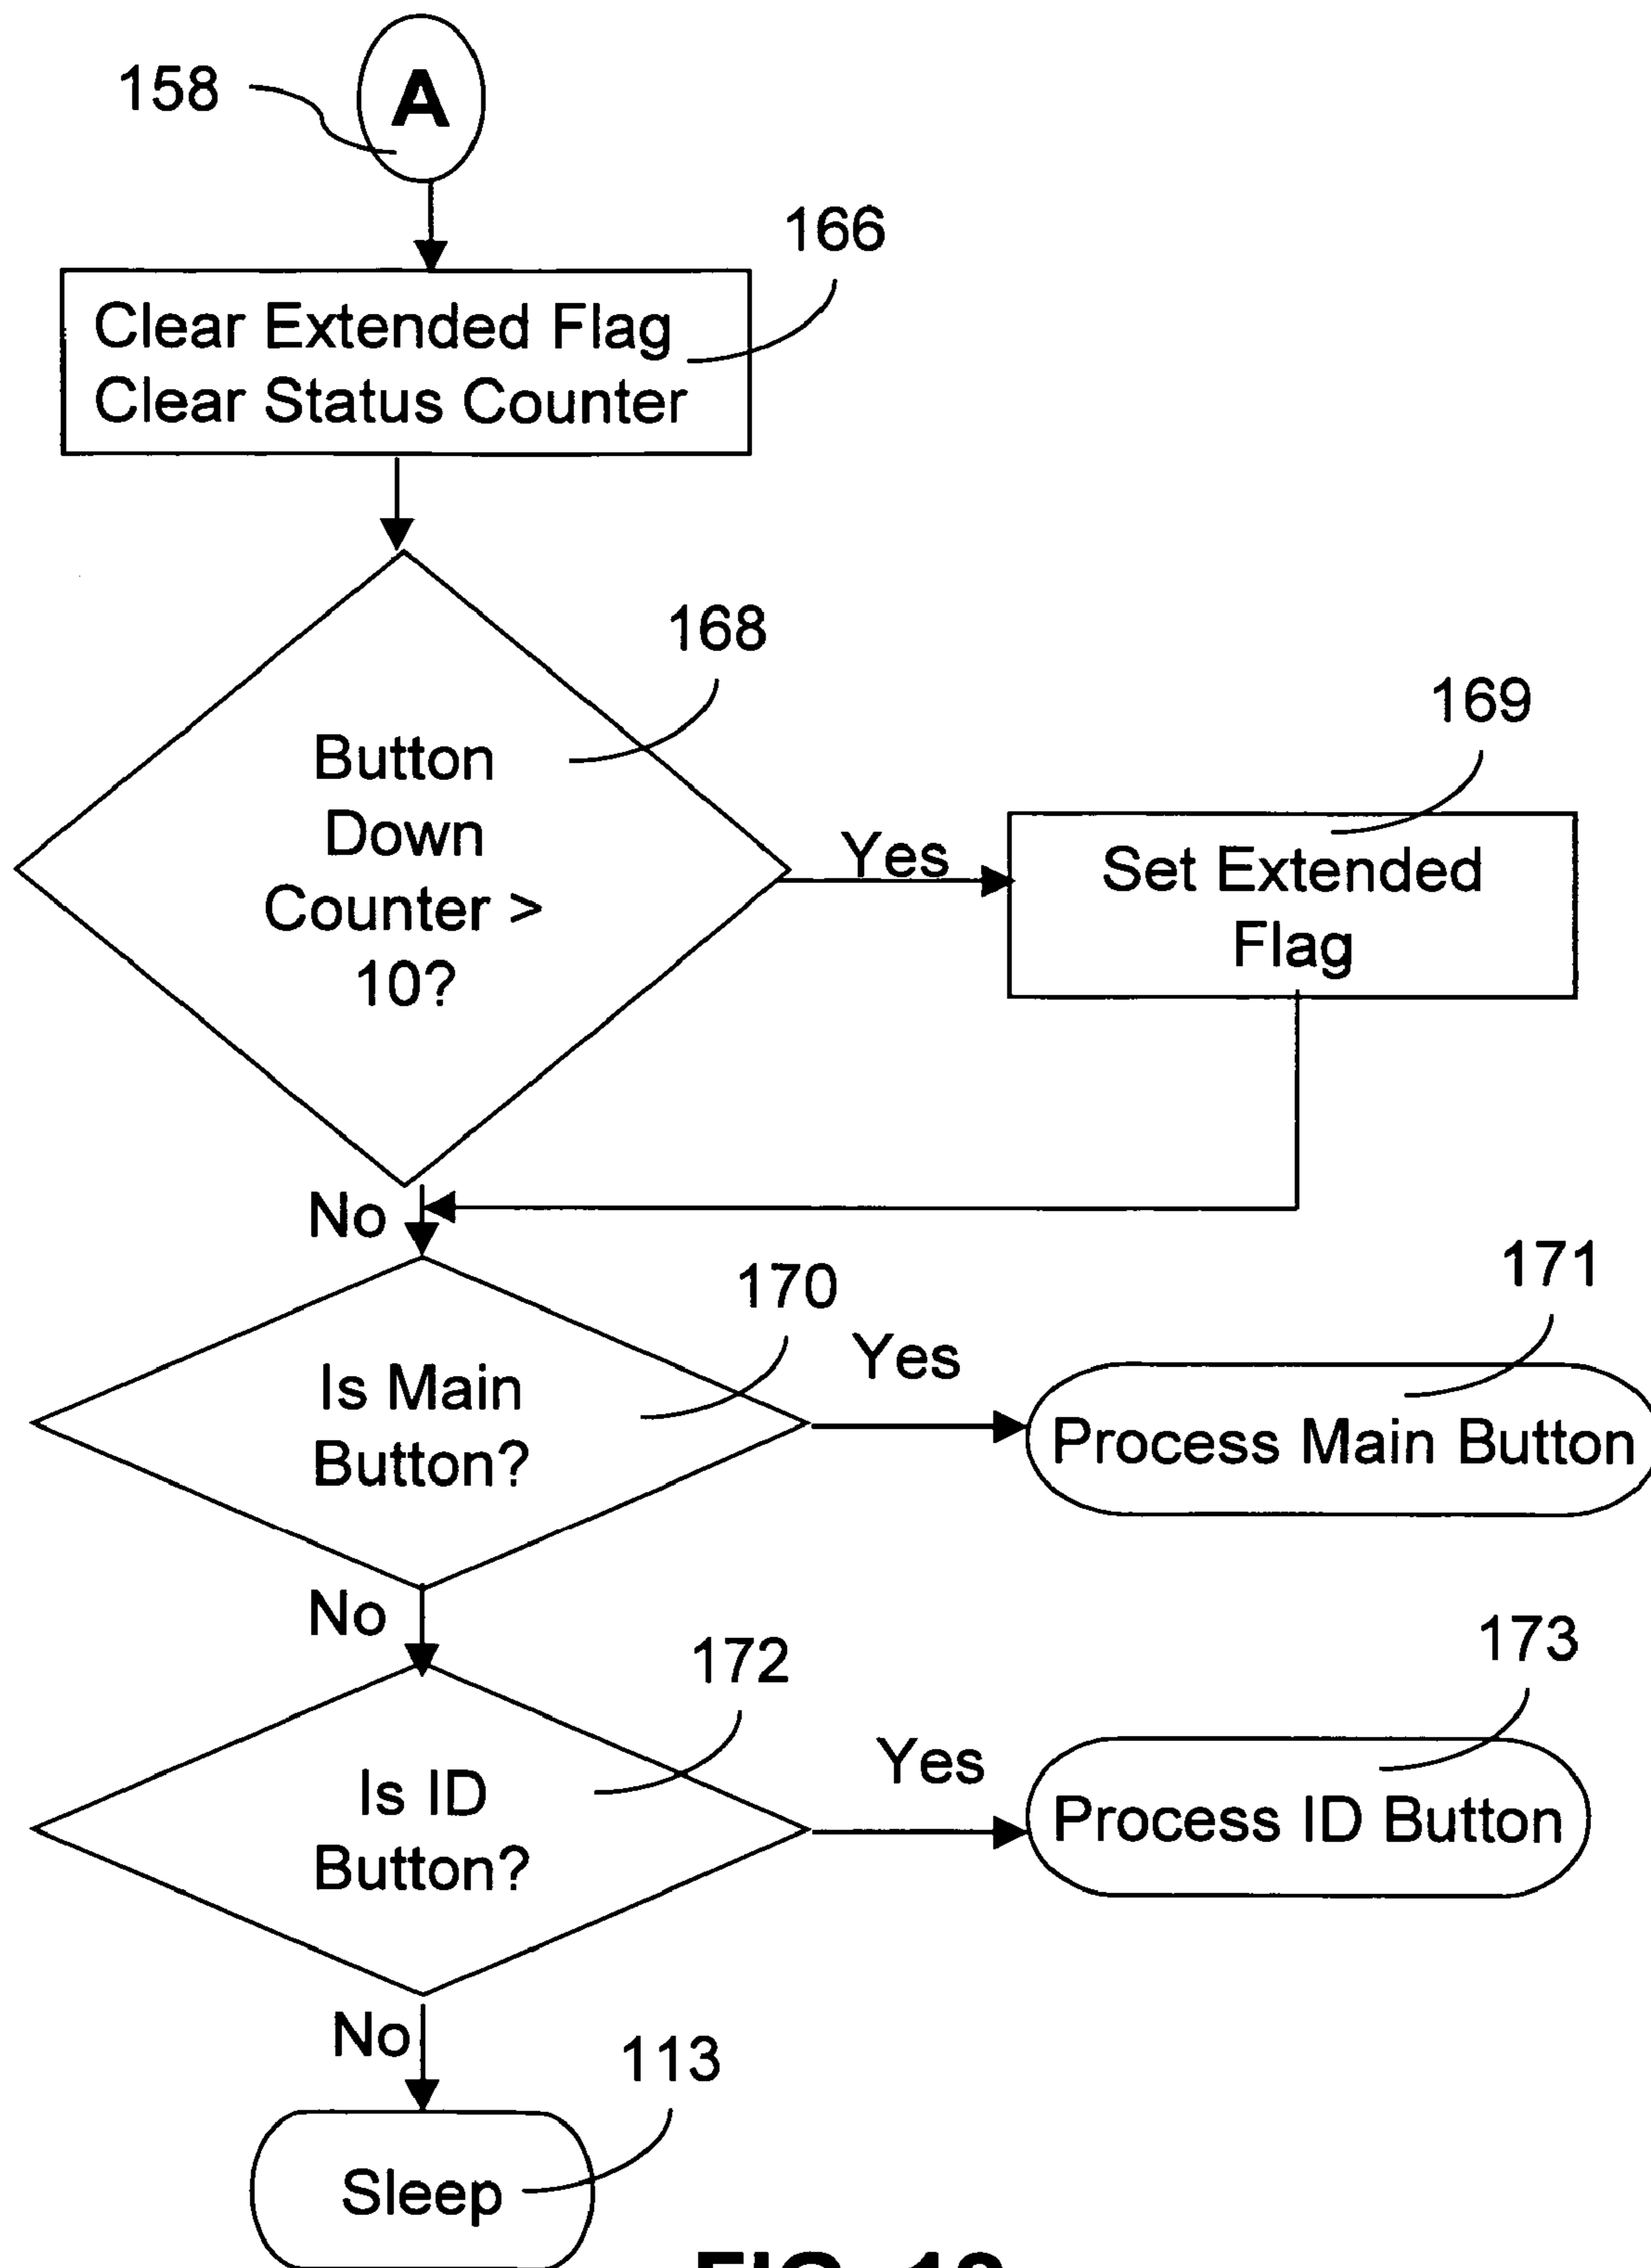 A
158
166
Clear Extended Flag
Clear Status Counter
168
Button
Down
Counter >
10?
Yes
169
Set Extended
Flag
No
170
Is Main
Button?
Yes
171
Process Main Button
No
172
Is ID
Button?
Yes
173
Process ID Button
No
113
Sleep